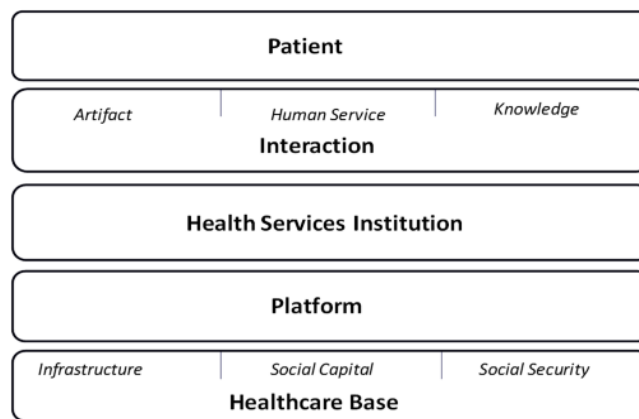 Patient
Artifact Human Service Knowledge
Interaction
Health Services Institution
Platform
Infrastructure Social Capital Social Security
Healthcare Base